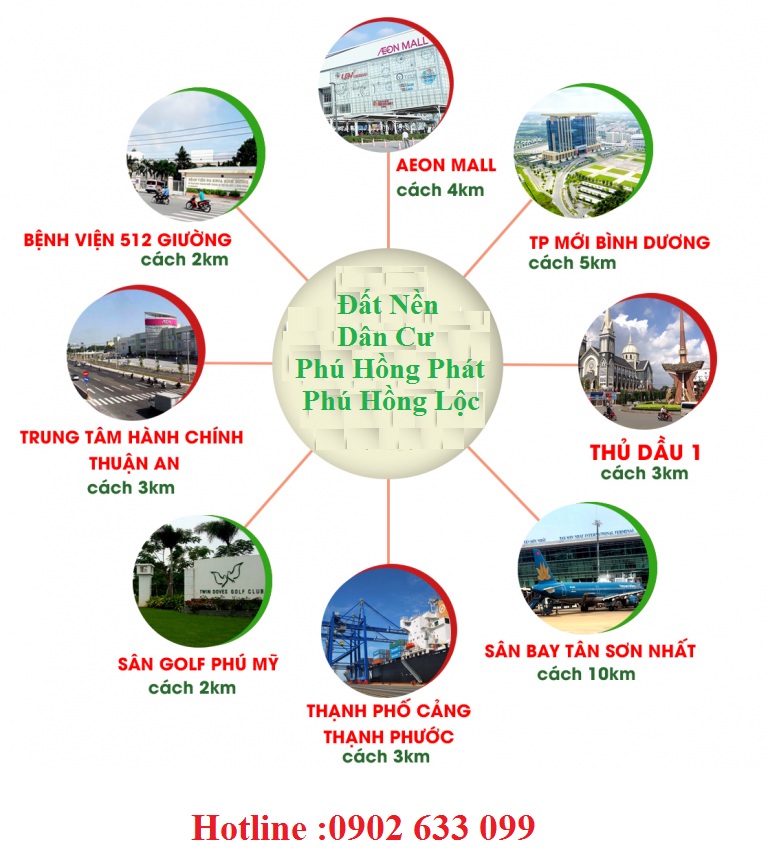 AEON MALL
AEON MALL
cách 4km
BỆNH VIỆN 512 GIƯỜNG
cách 2km
TP MỚI BÌNH DƯƠNG
cách 5km
Đất Nền
Dân Cư
Phú Hồng Phát
Phú Hồng Lộc
TRUNG TÂM HÀNH CHÍNH
THUẬN AN
cách 3km
THỦ DẦU 1
cách 3km
TWIN DOVES GOLF CLUB
SÂN GOLF PHÚ MỸ
cách 2km
SÂN BAY TÂN SƠN NHẤT
cách 10km
THẠNH PHỐ CẢNG
THẠNH PHƯỚC
cách 3km
Hotline :0902 633 099